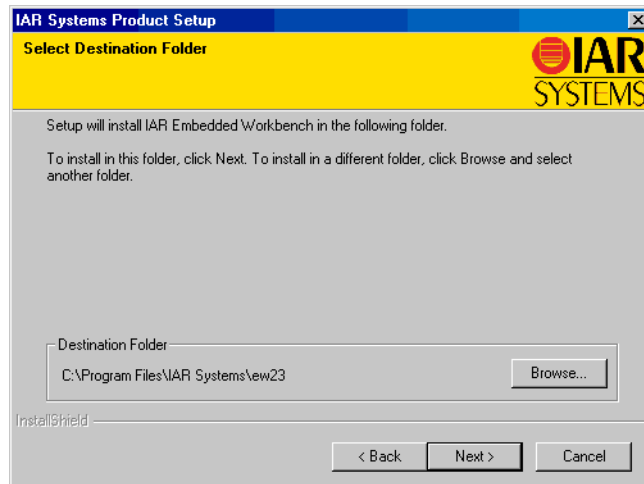 IAR Systems Product Setup
Select Destination Folder
IAR
SYSTEMS
Setup will install IAR Embedded Workbench in the following folder.
To install in this folder, click Next. To install in a different folder, click Browse and select
another folder.
Destination Folder
C:\Program Files\IAR Systems\ew23
Browse...
InstallShield
< Back
Next >
Cancel